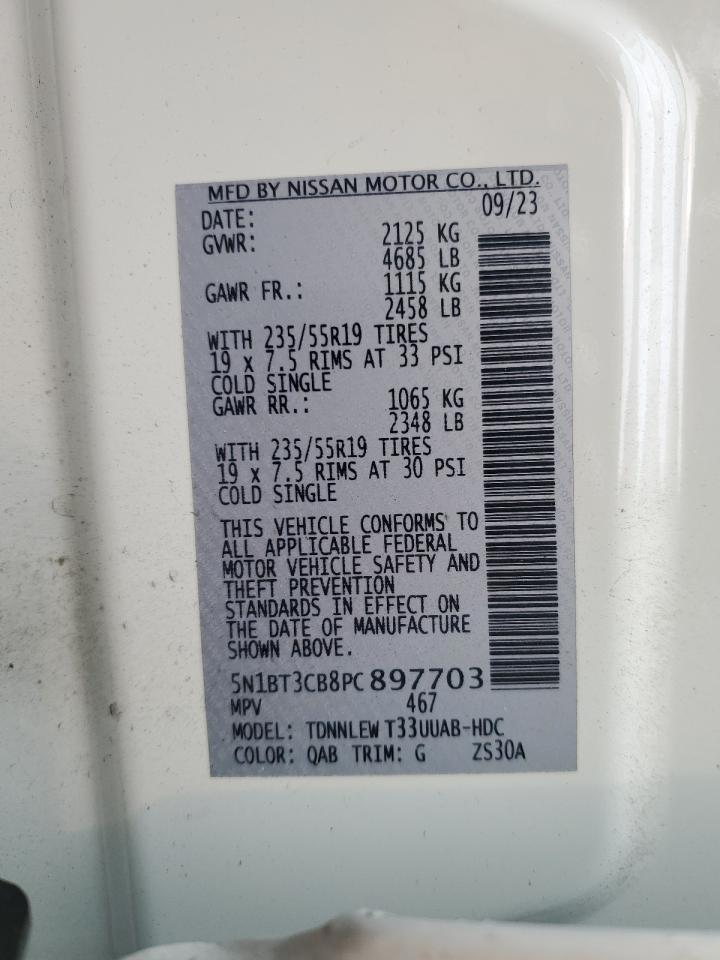 MFD BY NISSAN MOTOR CO., LTD.
DATE: 09/23
GVWR: 2125 KG
4685 LB
GAWR FR.: 1115 KG
2458 LB
WITH 235/55R19 TIRES
19 x 7.5 RIMS AT 33 PSI
COLD SINGLE
GAWR RR.: 1065 KG
2348 LB
WITH 235/55R19 TIRES
19 x 7.5 RIMS AT 30 PSI
COLD SINGLE
THIS VEHICLE CONFORMS TO
ALL APPLICABLE FEDERAL
MOTOR VEHICLE SAFETY AND
THEFT PREVENTION
STANDARDS IN EFFECT ON
THE DATE OF MANUFACTURE
SHOWN ABOVE.
5N1BT3CB8PC 897703
MPV 467
MODEL: TDNNLEW T33UUAB-HDC
COLOR: QAB TRIM: G ZS30A